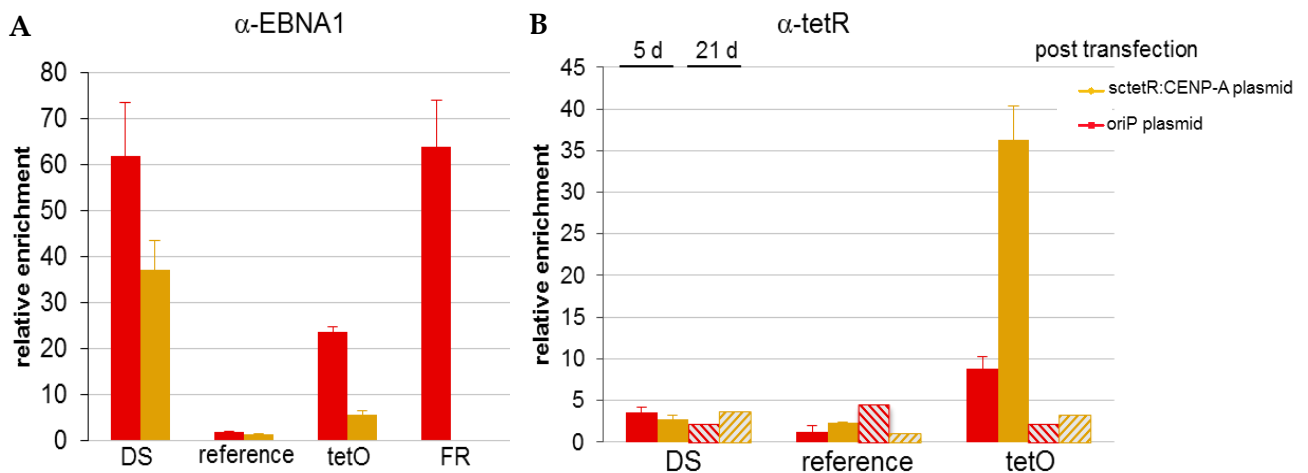 A
α-EBNA1
relative enrichment
80
70
60
50
40
30
20
10
0
DS
reference
tetO
FR
B
α-tetR
5 d
21 d
post transfection
sctetR:CENP-A plasmid
oriP plasmid
relative enrichment
45
40
35
30
25
20
15
10
5
0
DS
reference
tetO